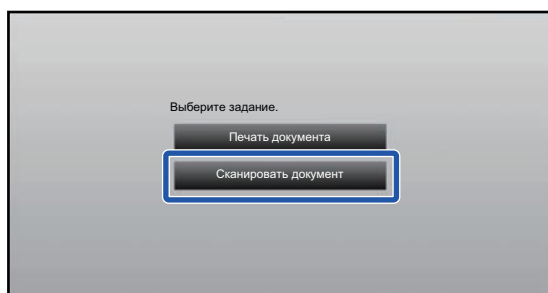 Выберите задание.
Печать документа
Сканировать документ